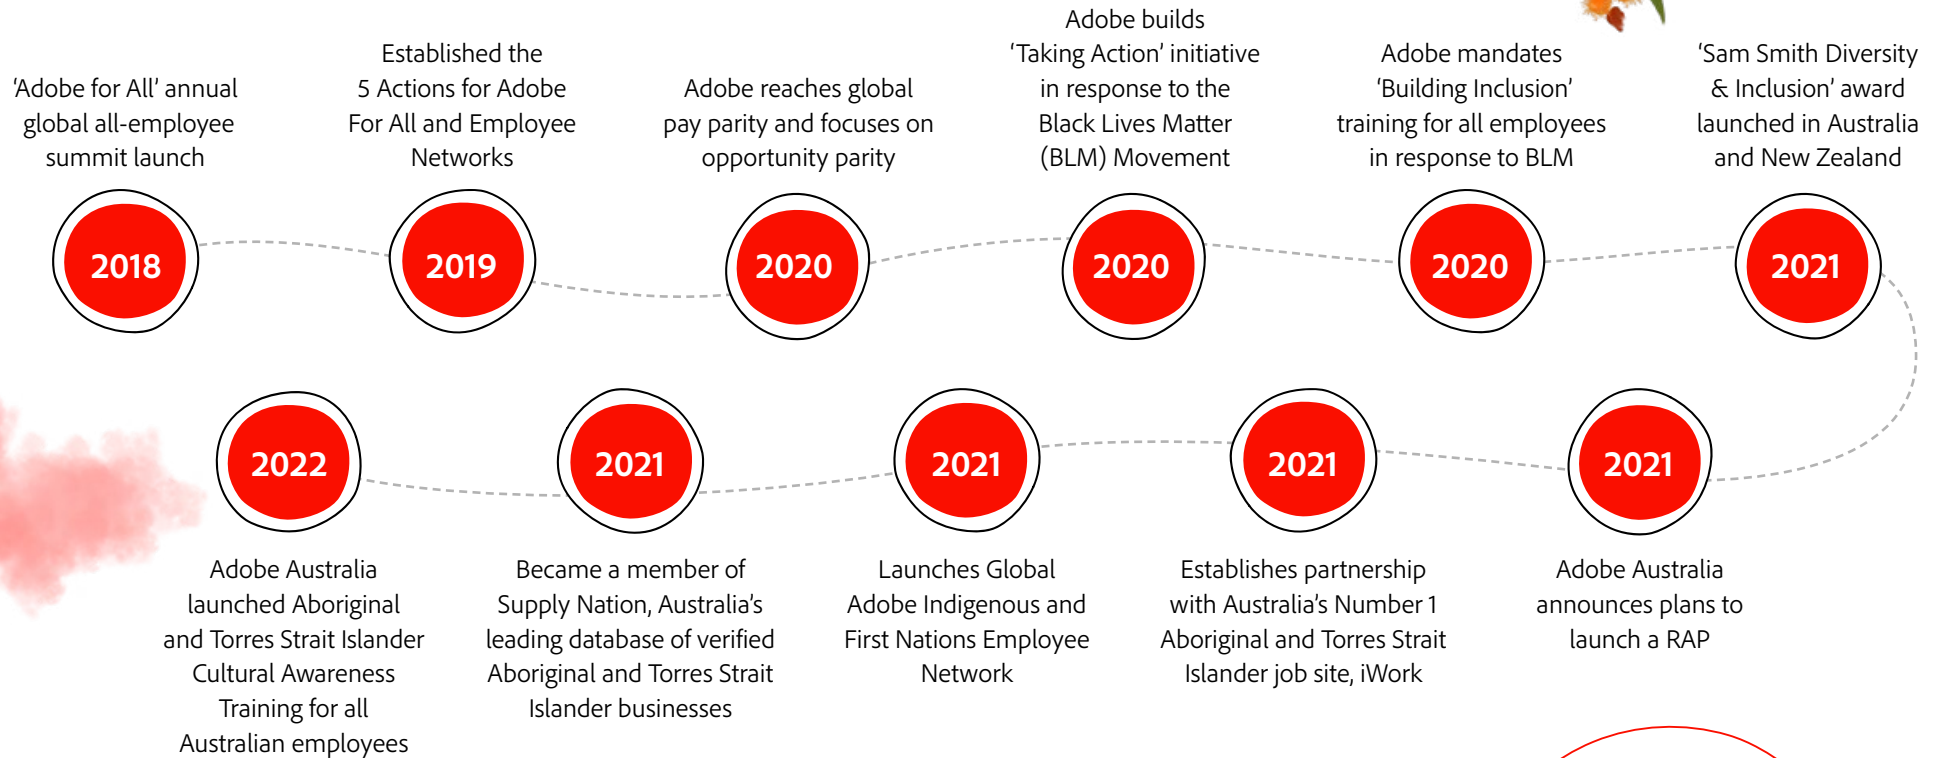 'Adobe for All' annual
global all-employee
summit launch
2018
Established the
5 Actions for Adobe
For All and Employee
Networks
2019
Adobe reaches global
pay parity and focuses on
opportunity parity
2020
Adobe builds
'Taking Action' initiative
in response to the
Black Lives Matter
(BLM) Movement
2020
Adobe mandates
'Building Inclusion'
training for all employees
in response to BLM
2020
'Sam Smith Diversity
& Inclusion' award
launched in Australia
and New Zealand
2021
2021
Adobe Australia
announces plans to
launch a RAP
2021
Establishes partnership
with Australia's Number 1
Aboriginal and Torres Strait
Islander job site, iWork
2021
Launches Global
Adobe Indigenous and
First Nations Employee
Network
2021
Became a member of
Supply Nation, Australia's
leading database of verified
Aboriginal and Torres Strait
Islander businesses
2022
Adobe Australia
launched Aboriginal
and Torres Strait Islander
Cultural Awareness
Training for all
Australian employees